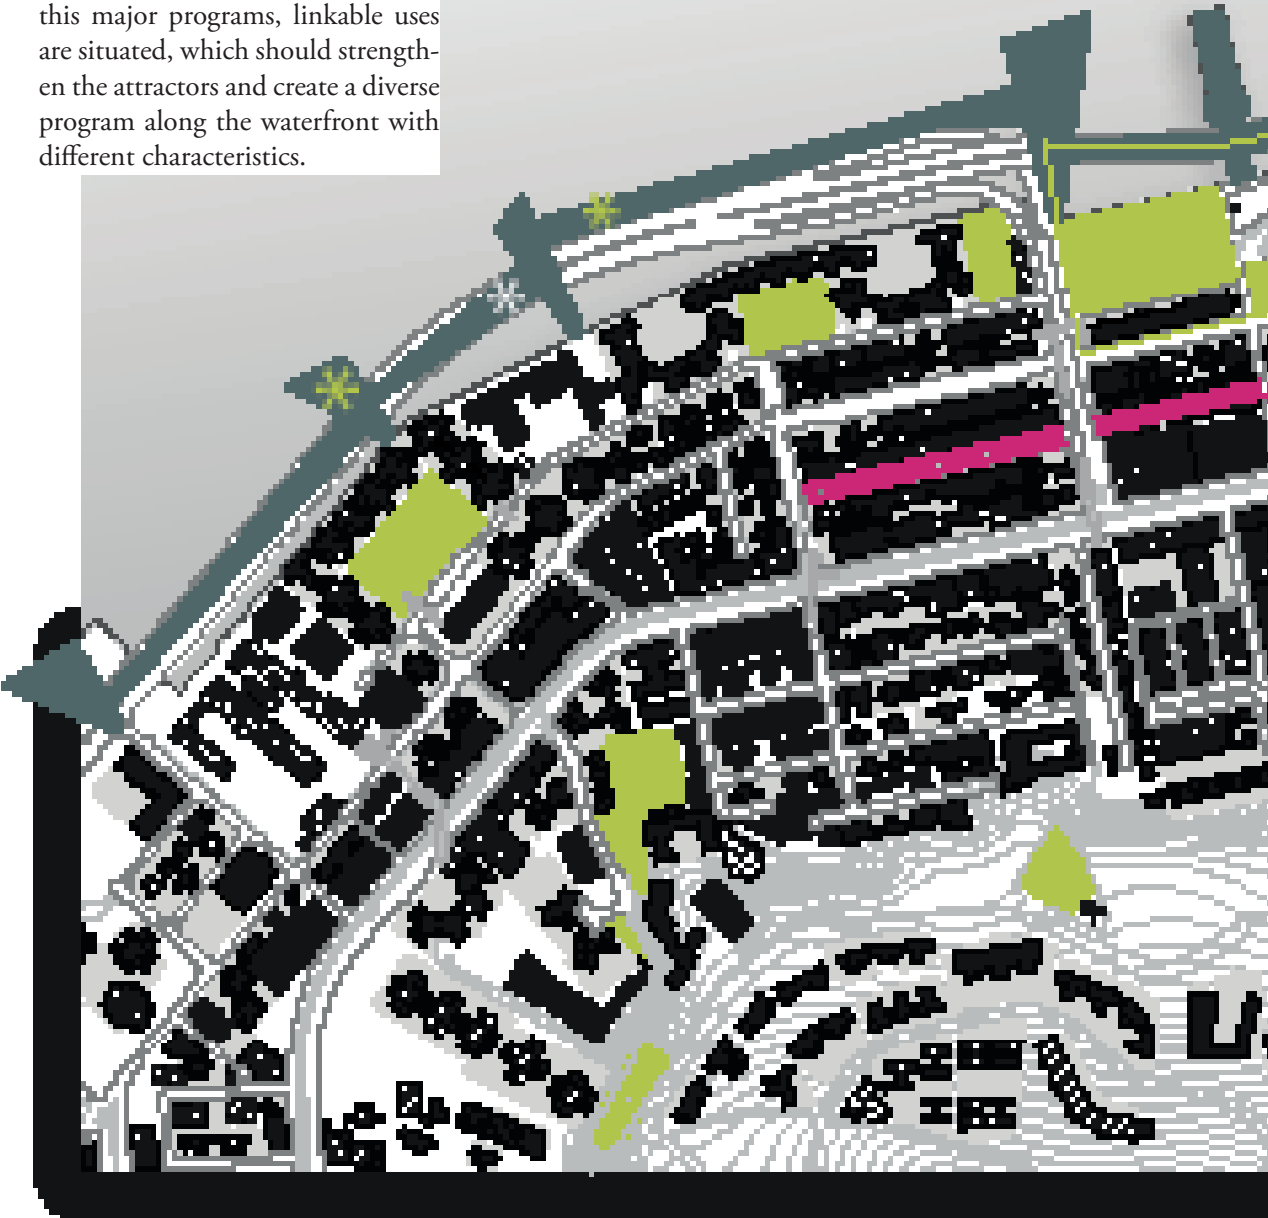 this major programs, linkable uses
are situated, which should strength-
en the attractors and create a diverse
program along the waterfront with
different characteristics.